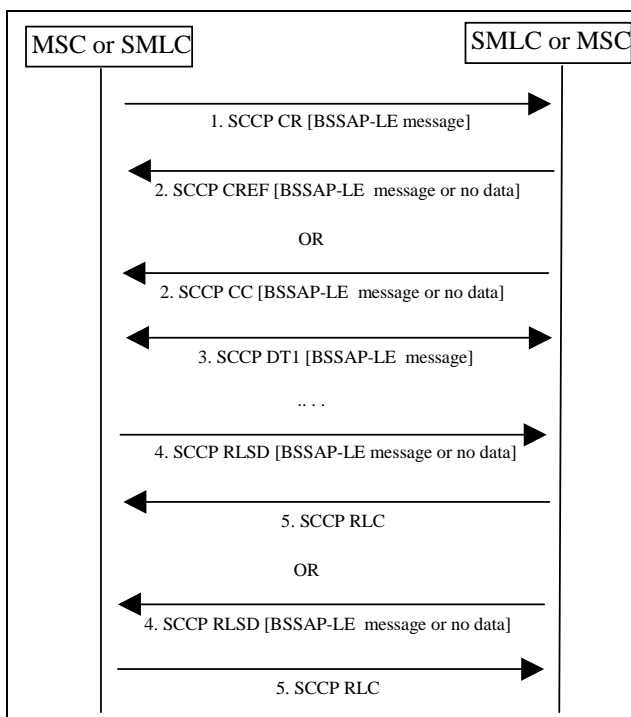 MSC or SMLC
SMLC or MSC
1. SCCP CR [BSSAP-LE message]
2. SCCP CREF [BSSAP-LE message or no data]
OR
2. SCCP CC [BSSAP-LE message or no data]
3. SCCP DT1 [BSSAP-LE message]
.. . .
4. SCCP RLSD [BSSAP-LE message or no data]
5. SCCP RLC
OR
4. SCCP RLSD [BSSAP-LE message or no data]
5. SCCP RLC